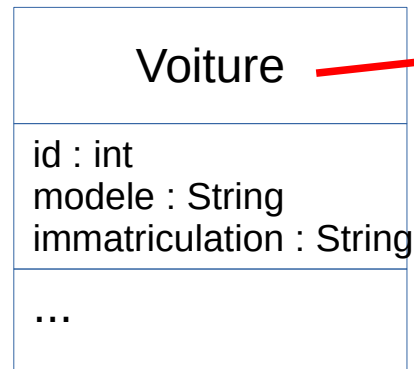 Voiture
id : int
modele : String
immatriculation : String
...